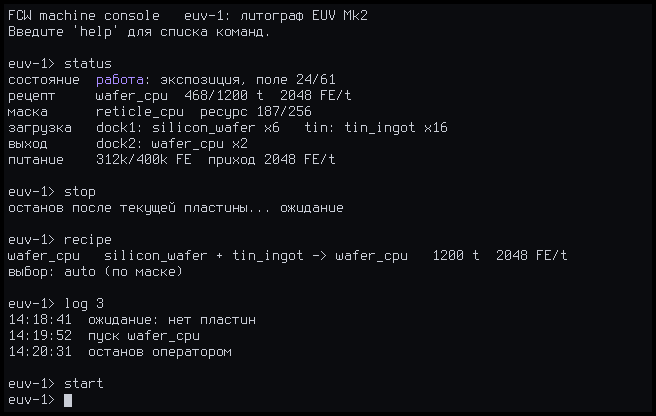 FCW machine console   euv-1: литограф EUV Mk2
Введите 'help' для списка команд.
euv-1> status
состояние  работа: экспозиция, поле 24/61
рецепт     wafer_cpu  468/1200 t  2048 FE/t
маска      reticle_cpu  ресурс 187/256
загрузка   dock1: silicon_wafer x6   tin: tin_ingot x16
выход      dock2: wafer_cpu x2
питание    312k/400k FE  приход 2048 FE/t
euv-1> stop
останов после текущей пластины... ожидание
euv-1> recipe
wafer_cpu   silicon_wafer + tin_ingot -> wafer_cpu   1200 t  2048 FE/t
выбор: auto (по маске)
euv-1> log 3
14:18:41  ожидание: нет пластин
14:19:52  пуск wafer_cpu
14:20:31  останов оператором
euv-1> start
euv-1>